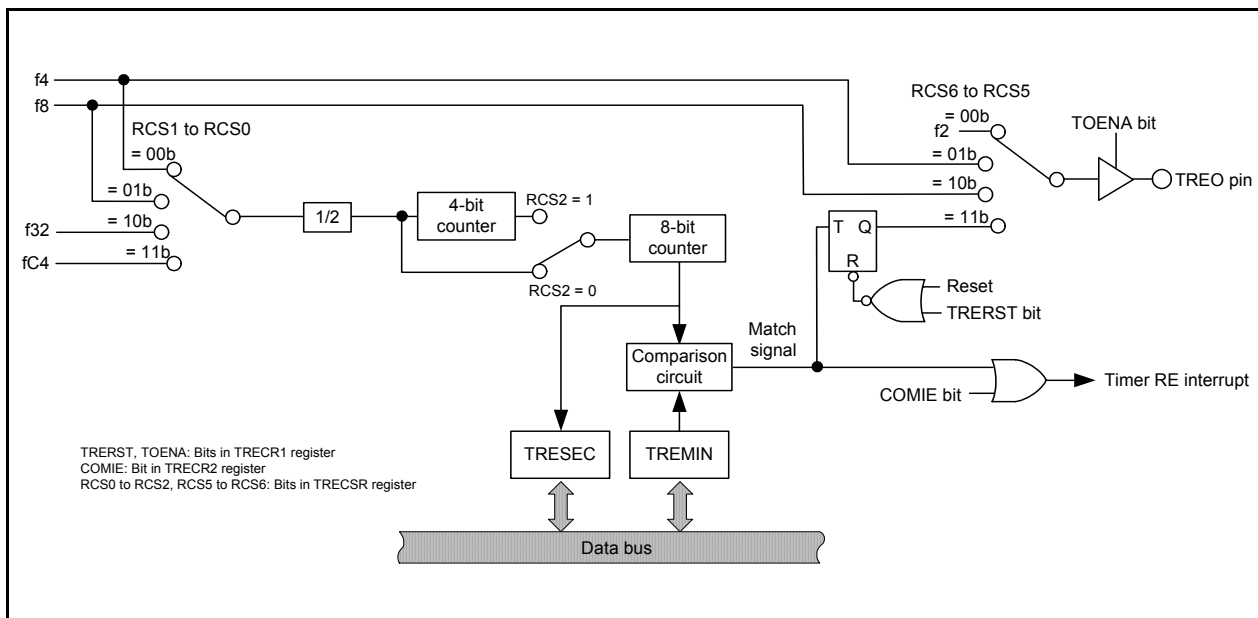 f4
f8
RCS1 to RCS0
= 00b
= 01b
f32
= 10b
fC4
= 11b
1/2
4-bit
counter
RCS2 = 1
RCS2 = 0
8-bit
counter
RCS6 to RCS5
= 00b
f2
= 01b
= 10b
= 11b
TOENA bit
TREO pin
T Q
R
Reset
TRERST bit
Comparison
circuit
Match
signal
COMIE bit
Timer RE interrupt
TRESEC
TREMIN
TRERST, TOENA: Bits in TRECR1 register
COMIE: Bit in TRECR2 register
RCS0 to RCS2, RCS5 to RCS6: Bits in TRECSR register
Data bus